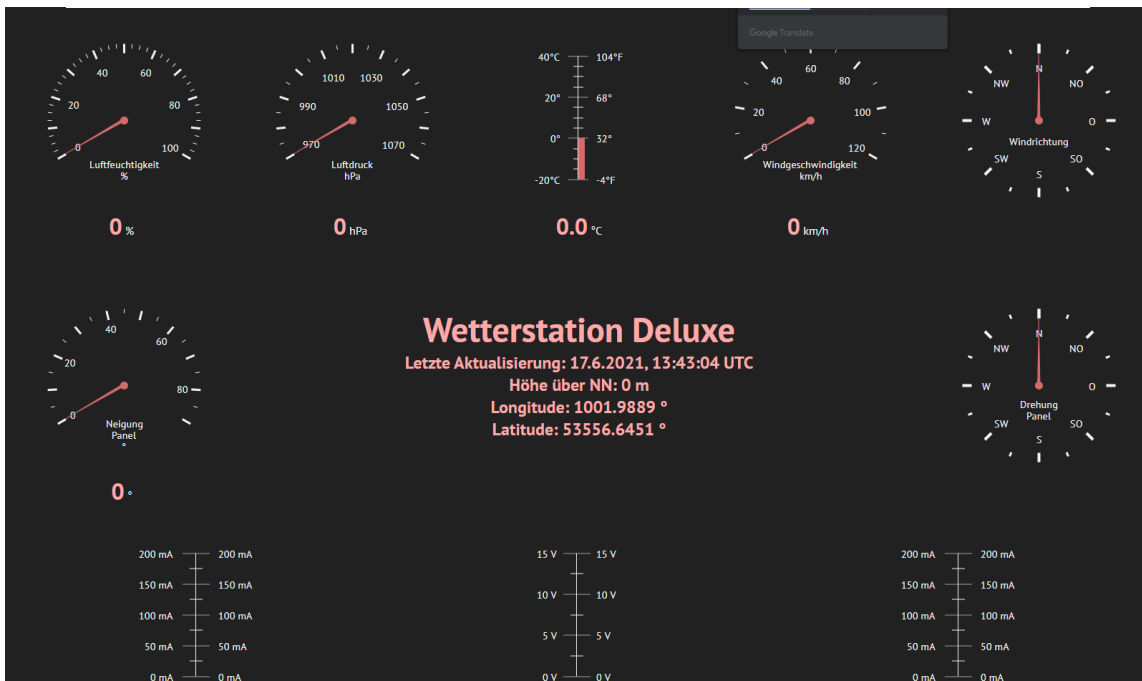 Google Translate
0 20 40 60 80 100
Luftfeuchtigkeit
%
0 %
970 990 1010 1030 1050 1070
Luftdruck
hPa
0 hPa
40°C 104°F
20° 68°
0° 32°
-20°C -4°F
0.0 °C
0 20 40 60 80 100 120
Windgeschwindigkeit
km/h
0 km/h
N
NW NO
W O
Windrichtung
SW SO
S
0 20 40 60 80
Neigung
Panel
°
0 °
Wetterstation Deluxe
Letzte Aktualisierung: 17.6.2021, 13:43:04 UTC
Höhe über NN: 0 m
Longitude: 1001.9889 °
Latitude: 53556.6451 °
N
NW NO
W O
Drehung
Panel
SW SO
S
200 mA 200 mA
150 mA 150 mA
100 mA 100 mA
50 mA 50 mA
0 mA 0 mA
15 V 15 V
10 V 10 V
5 V 5 V
0 V 0 V
200 mA 200 mA
150 mA 150 mA
100 mA 100 mA
50 mA 50 mA
0 mA 0 mA